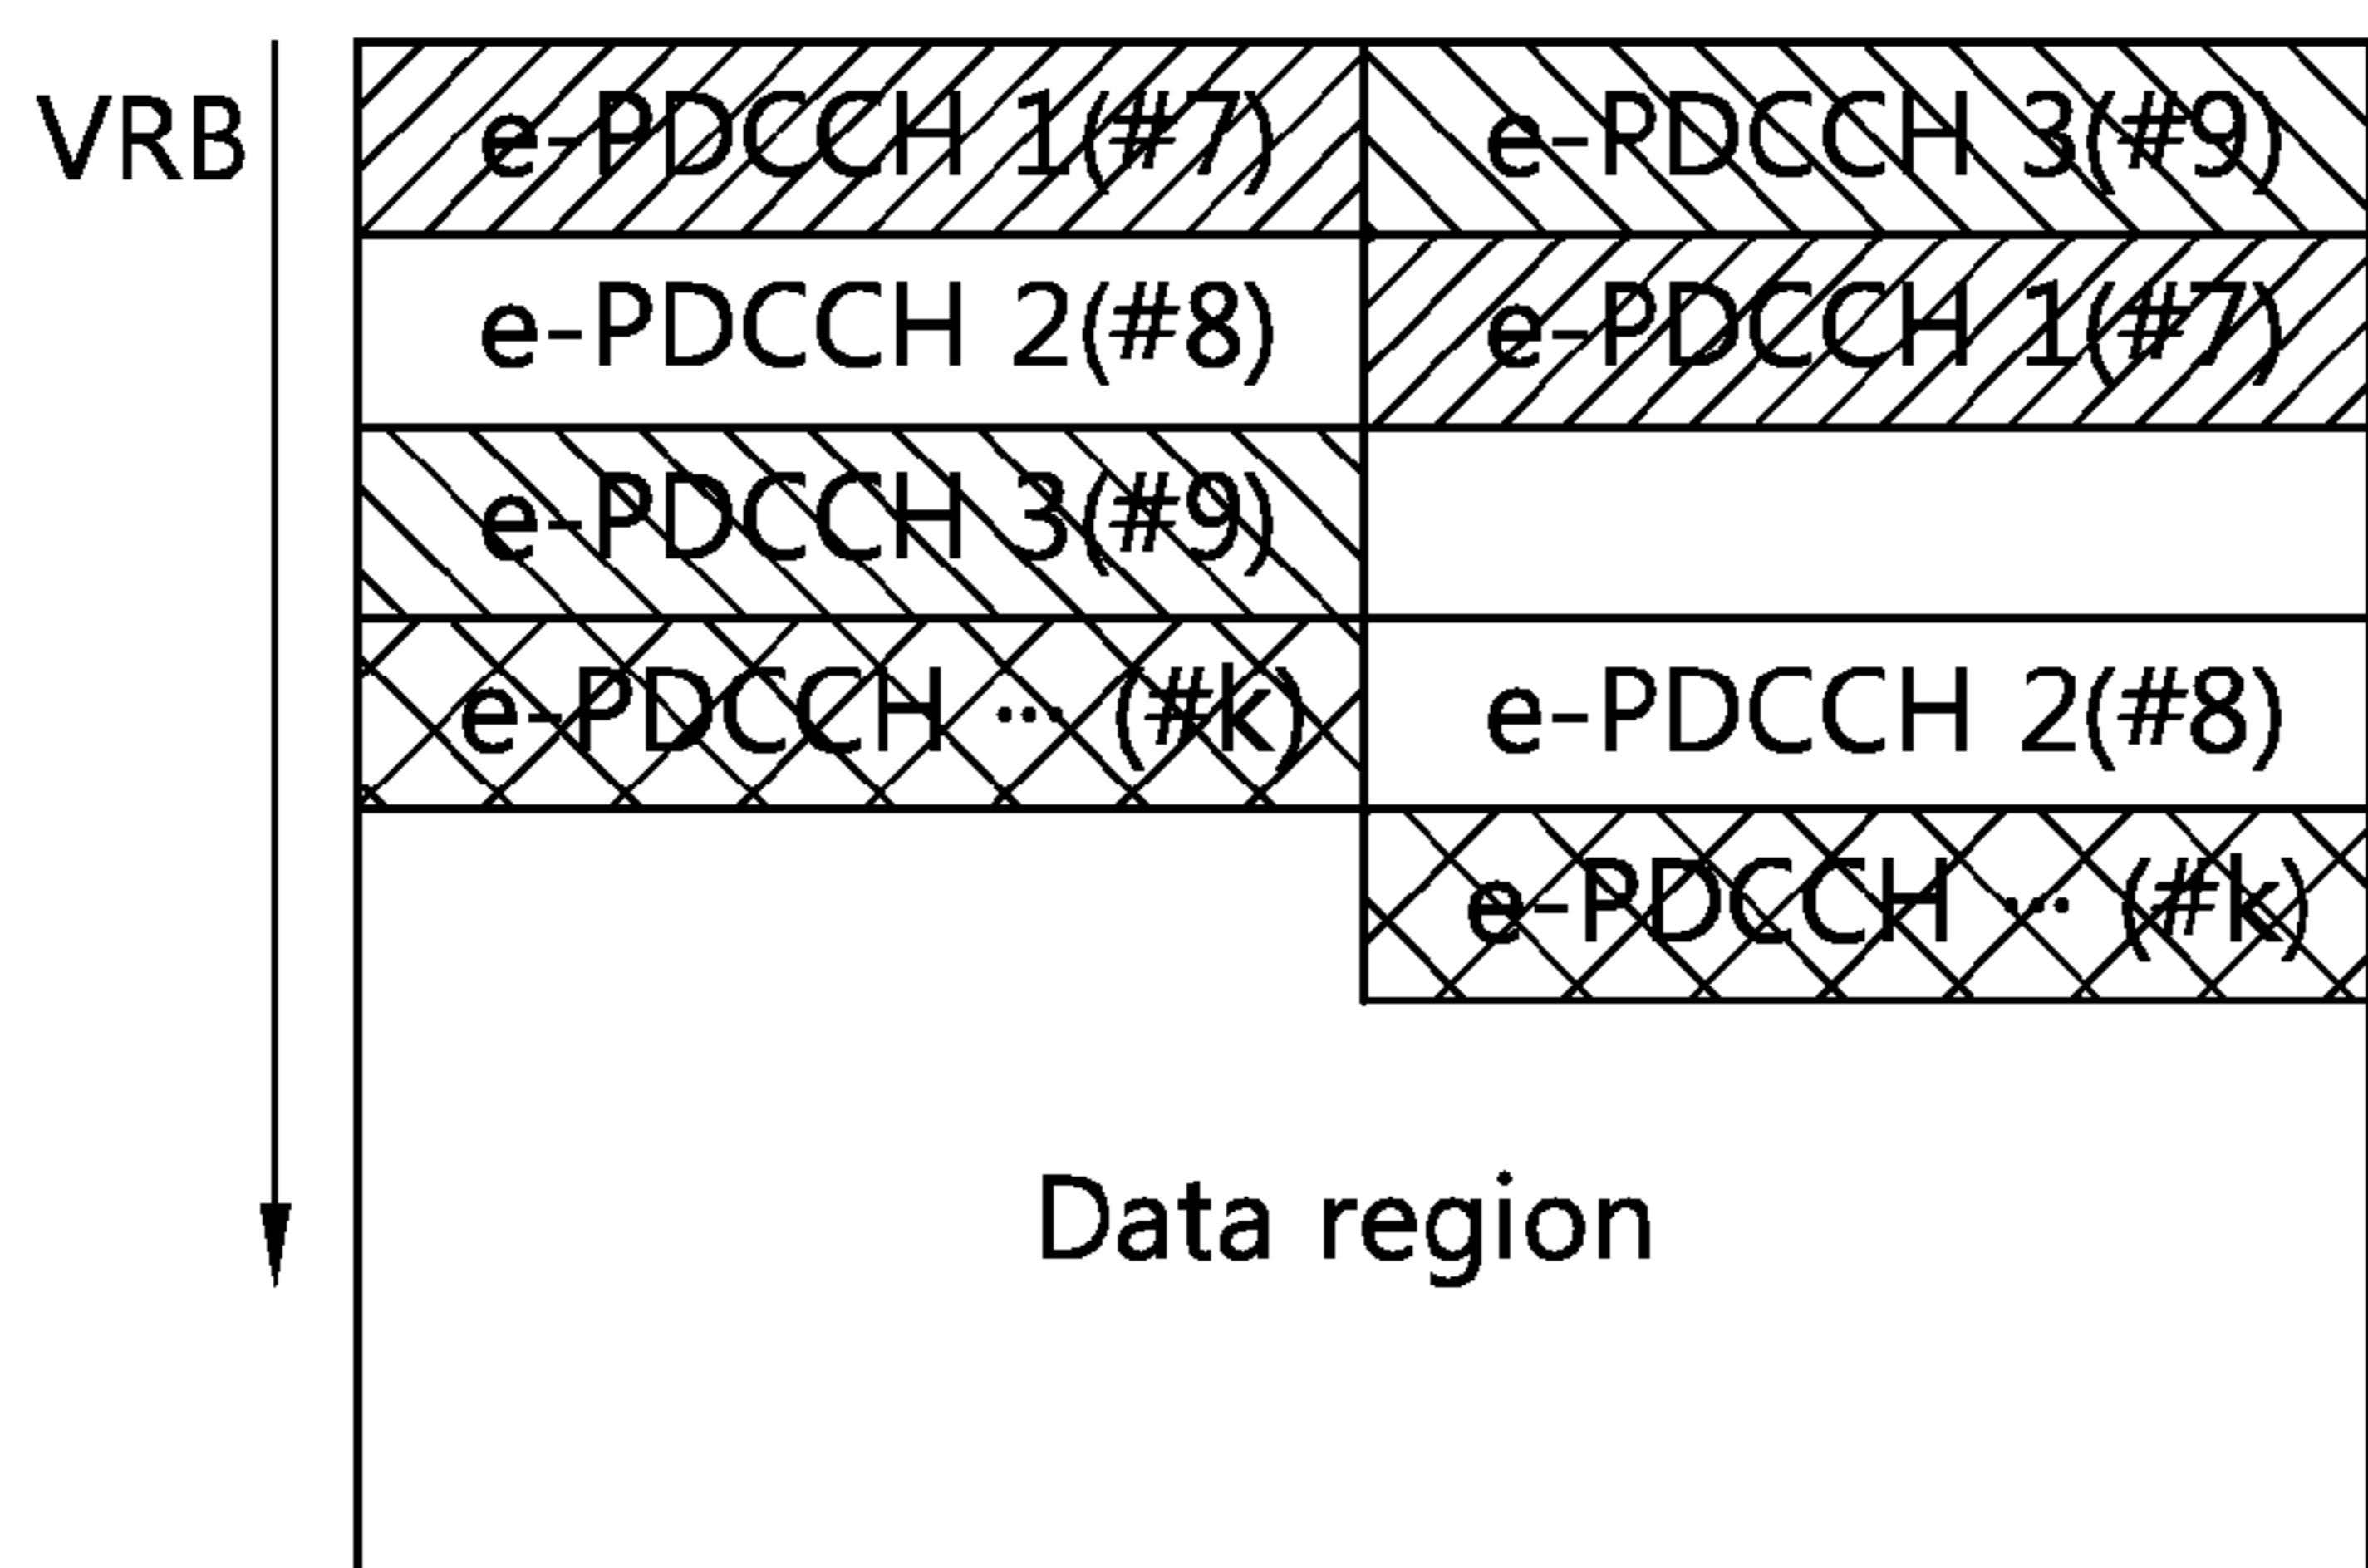 VRB
e-PDCCH 1(#7)
e-PDCCH 3(#9)
e-PDCCH 2(#8)
e-PDCCH 1(#7)
e-PDCCH 3(#9)
e-PDCCH ··· (#k)
e-PDCCH 2(#8)
e-PDCCH ··· (#k)
Data region